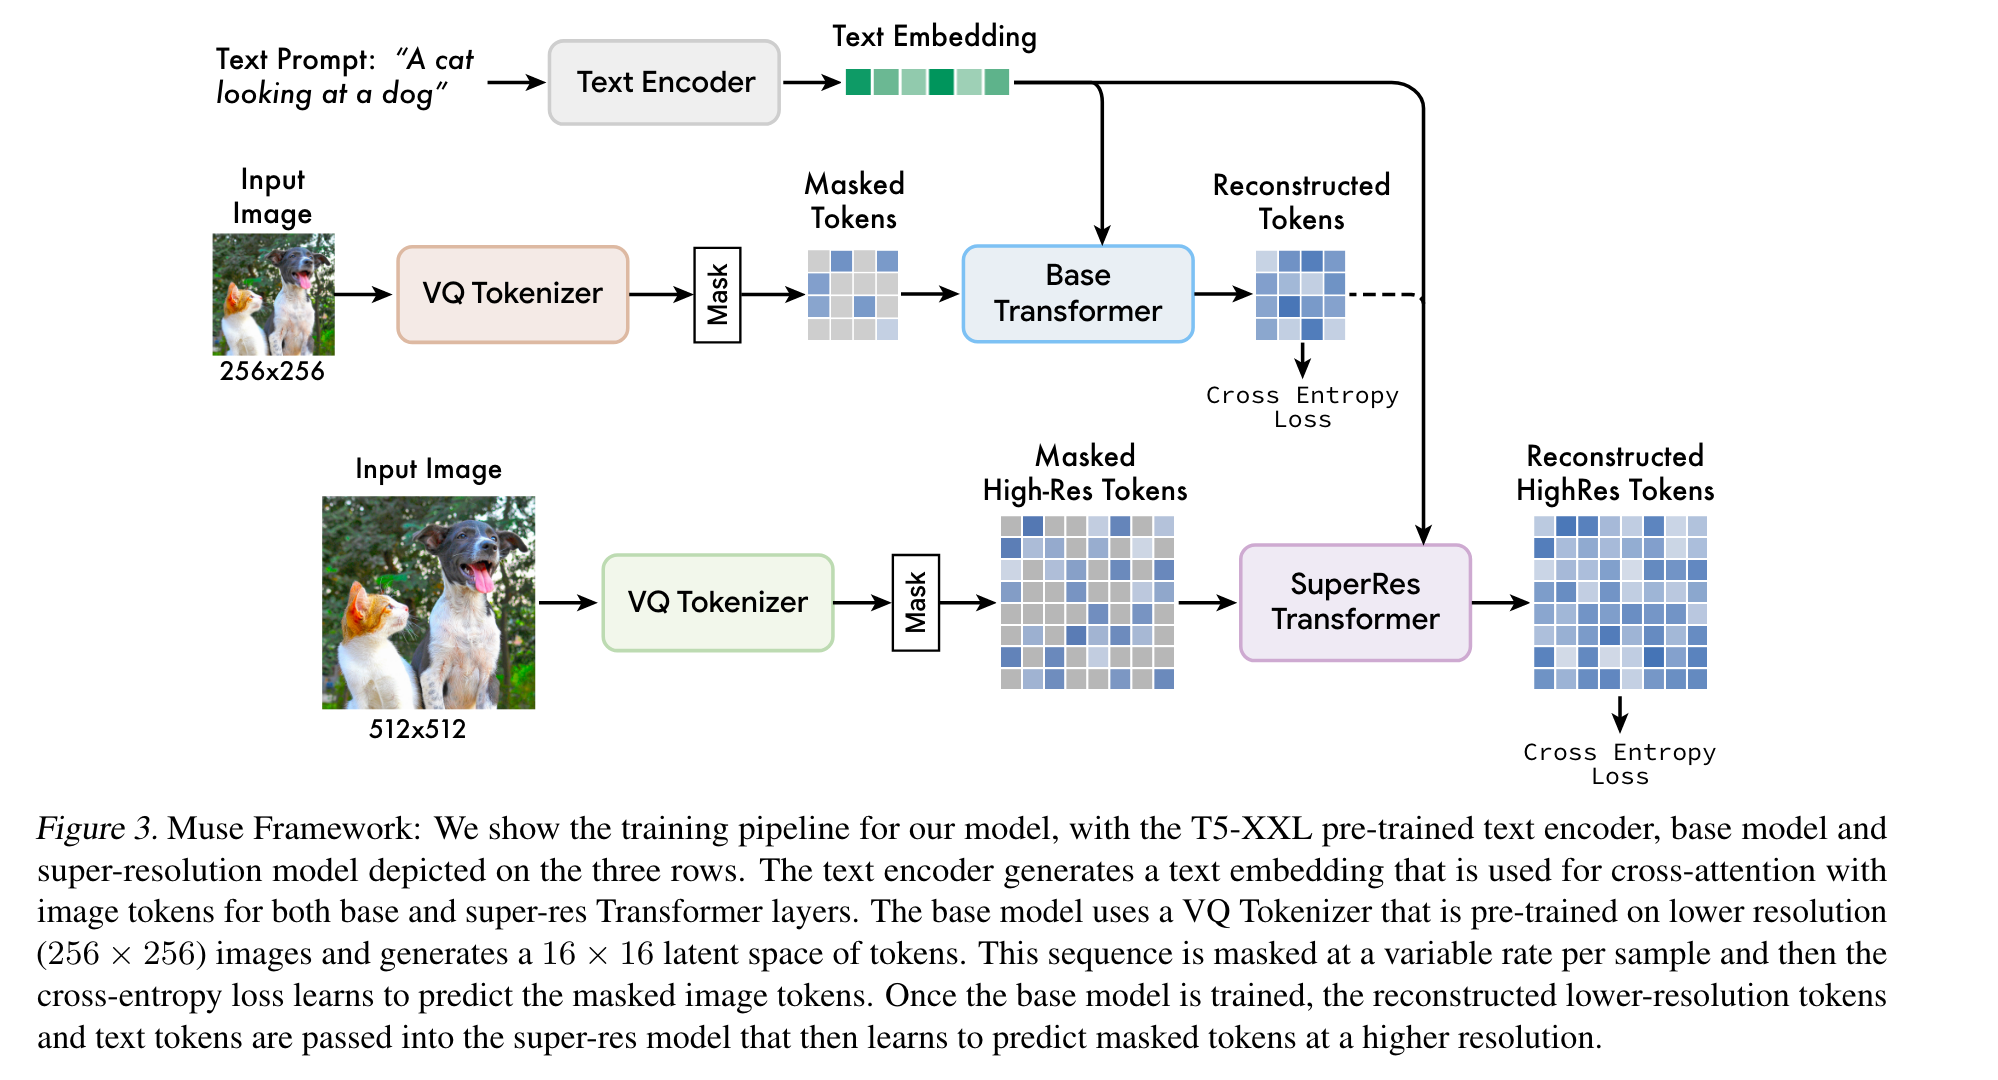 Text Prompt: “A cat
looking at a dog”
Text Encoder
Text Embedding
Input
Image
256x256
VQ Tokenizer
Mask
Masked
Tokens
Base
Transformer
Reconstructed
Tokens
Cross Entropy
Loss
Input Image
512x512
VQ Tokenizer
Mask
Masked
High-Res Tokens
SuperRes
Transformer
Reconstructed
HighRes Tokens
Cross Entropy
Loss
Figure 3. Muse Framework: We show the training pipeline for our model, with the T5-XXL pre-trained text encoder, base model and
super-resolution model depicted on the three rows. The text encoder generates a text embedding that is used for cross-attention with
image tokens for both base and super-res Transformer layers. The base model uses a VQ Tokenizer that is pre-trained on lower resolution
(256 × 256) images and generates a 16 × 16 latent space of tokens. This sequence is masked at a variable rate per sample and then the
cross-entropy loss learns to predict the masked image tokens. Once the base model is trained, the reconstructed lower-resolution tokens
and text tokens are passed into the super-res model that then learns to predict masked tokens at a higher resolution.